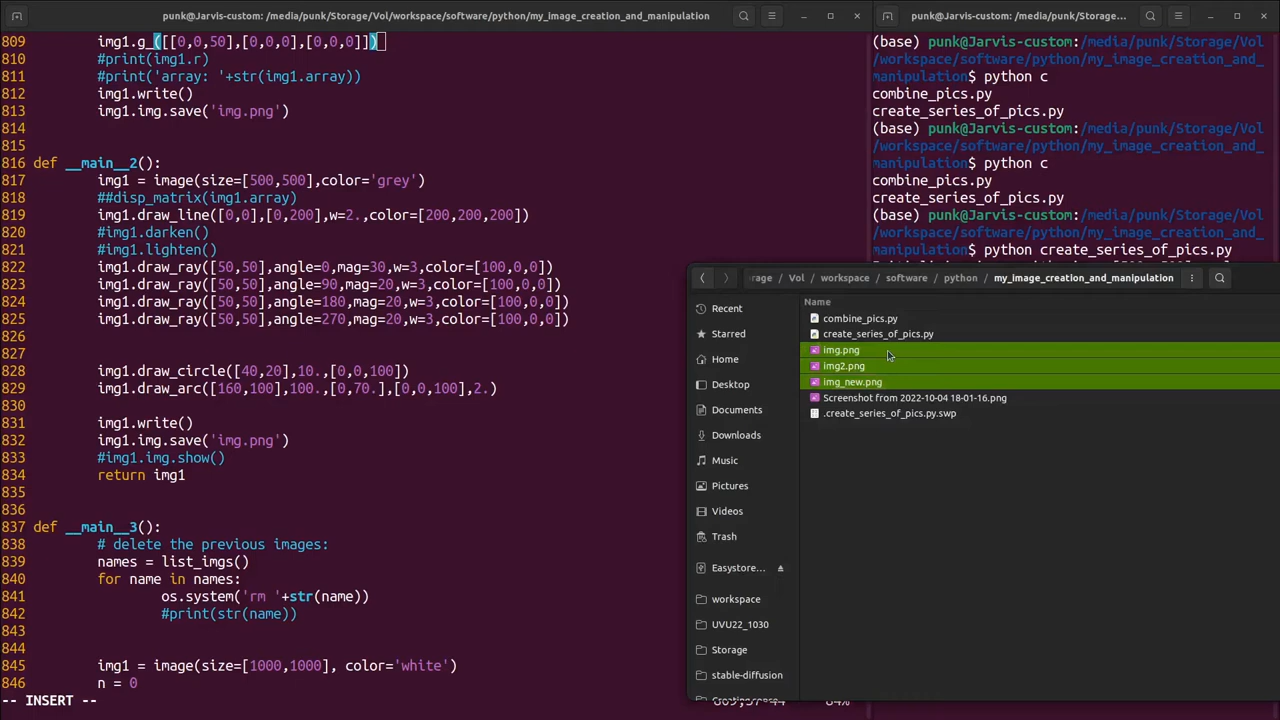 punk@Jarvis-custom: /media/punk/Storage/Vol/workspace/software/python/my_image_creation_and_manipulation
809 img1.g_([[0,0,50],[0,0,0],[0,0,0]])
810 #print(img1.r)
811 #print('array: '+str(img1.array))
812 img1.write()
813 img1.img.save('img.png')
814
815
816 def __main__2():
817 img1 = image(size=[500,500],color='grey')
818 ##disp_matrix(img1.array)
819 img1.draw_line([0,0],[0,200],w=2.,color=[200,200,200])
820 #img1.darken()
821 #img1.lighten()
822 img1.draw_ray([50,50],angle=0,mag=30,w=3,color=[100,0,0])
823 img1.draw_ray([50,50],angle=90,mag=20,w=3,color=[100,0,0])
824 img1.draw_ray([50,50],angle=180,mag=20,w=3,color=[100,0,0])
825 img1.draw_ray([50,50],angle=270,mag=20,w=3,color=[100,0,0])
826
827
828 img1.draw_circle([40,20],10.,[0,0,100])
829 img1.draw_arc([160,100],100.,[0,70.],[0,0,100],2.)
830
831 img1.write()
832 img1.img.save('img.png')
833 #img1.img.show()
834 return img1
835
836
837 def __main__3():
838 # delete the previous images:
839 names = list_imgs()
840 for name in names:
841 os.system('rm '+str(name))
842 #print(str(name))
843
844
845 img1 = image(size=[1000,1000], color='white')
846 n = 0
-- INSERT --
84%
punk@Jarvis-custom: /media/punk/Storage...
(base) punk@Jarvis-custom:/media/punk/Storage/Vol
/workspace/software/python/my_image_creation_and_
manipulation$ python c
combine_pics.py
create_series_of_pics.py
(base) punk@Jarvis-custom:/media/punk/Storage/Vol
/workspace/software/python/my_image_creation_and_
manipulation$ python c
combine_pics.py
create_series_of_pics.py
(base) punk@Jarvis-custom:/media/punk/Storage/Vol
/workspace/software/python/my_image_creation_and_
manipulation$ python create_series_of_pics.py
rage / Vol / workspace / software / python / my_image_creation_and_manipulation
Recent
Starred
Home
Desktop
Documents
Downloads
Music
Pictures
Videos
Trash
Easystore...
workspace
UVU22_1030
Storage
stable-diffusion
Name
combine_pics.py
create_series_of_pics.py
img.png
img2.png
img_new.png
Screenshot from 2022-10-04 18-01-16.png
.create_series_of_pics.py.swp